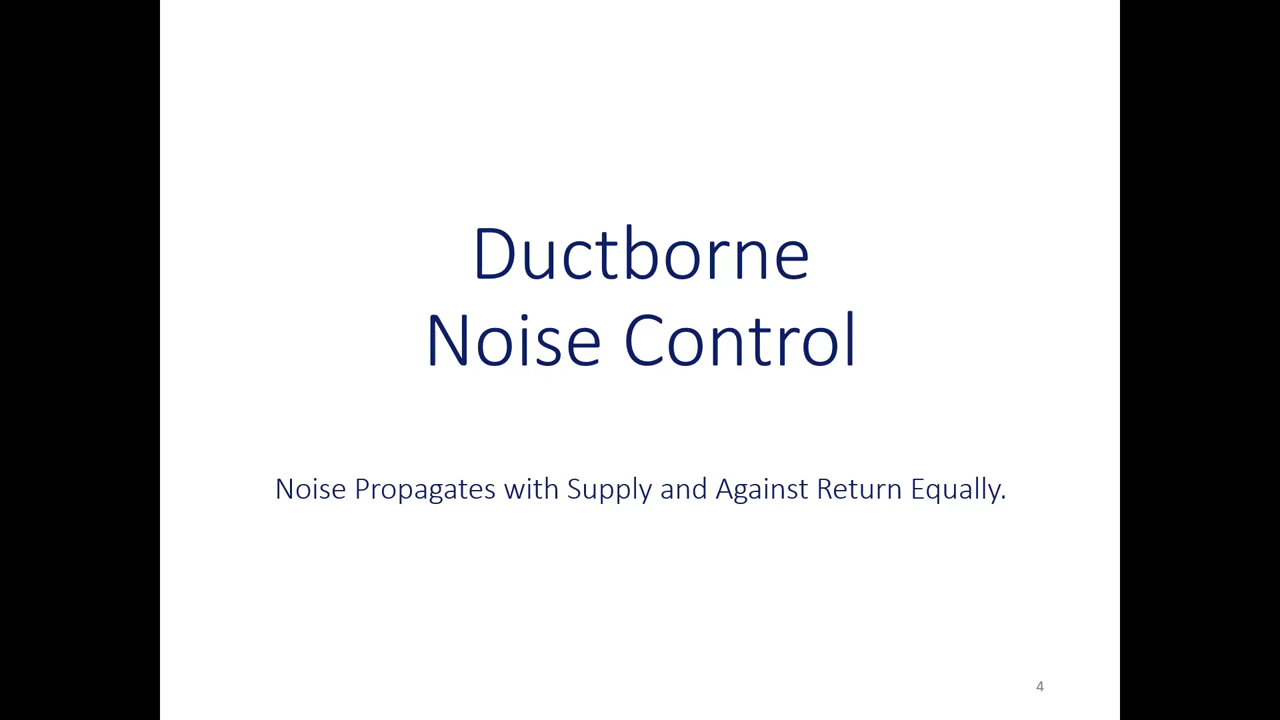 Ductborne
Noise Control
Noise Propagates with Supply and Against Return Equally.
4